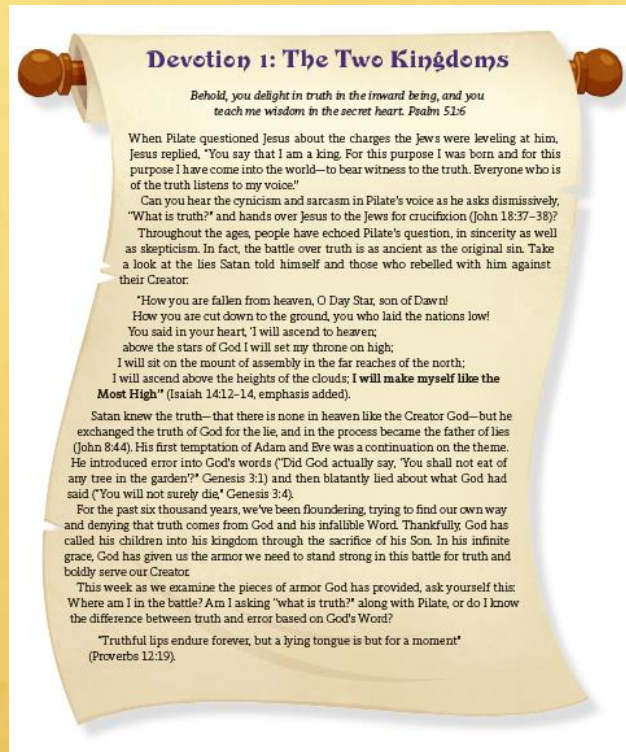 Devotion 1: The Two Kingdoms
Behold, you delight in truth in the inward being, and you
teach me wisdom in the secret heart. Psalm 51:6
When Pilate questioned Jesus about the charges the Jews were leveling at him,
Jesus replied, "You say that I am a king. For this purpose I was born and for this
purpose I have come into the world—to bear witness to the truth. Everyone who is
of the truth listens to my voice."
Can you hear the cynicism and sarcasm in Pilate's voice as he asks dismissively,
"What is truth?" and hands over Jesus to the Jews for crucifixion (John 18:37–38)?
Throughout the ages, people have echoed Pilate's question, in sincerity as well
as skepticism. In fact, the battle over truth is as ancient as the original sin. Take
a look at the lies Satan told himself and those who rebelled with him against
their Creator:
"How you are fallen from heaven, O Day Star, son of Dawn!
How you are cut down to the ground, you who laid the nations low!
You said in your heart, 'I will ascend to heaven;
above the stars of God I will set my throne on high;
I will sit on the mount of assembly in the far reaches of the north;
I will ascend above the heights of the clouds; I will make myself like the
Most High'" (Isaiah 14:12–14, emphasis added).
Satan knew the truth—that there is none in heaven like the Creator God—but he
exchanged the truth of God for the lie, and in the process became the father of lies
(John 8:44). His first temptation of Adam and Eve was a continuation on the theme.
He introduced error into God's words ("Did God actually say, 'You shall not eat of
any tree in the garden'?" Genesis 3:1) and then blatantly lied about what God had
said ("You will not surely die," Genesis 3:4).
For the past six thousand years, we've been floundering, trying to find our own way
and denying that truth comes from God and his infallible Word. Thankfully, God has
called his children into his kingdom through the sacrifice of his Son. In his infinite
grace, God has given us the armor we need to stand strong in this battle for truth and
boldly serve our Creator.
This week as we examine the pieces of armor God has provided, ask yourself this:
Where am I in the battle? Am I asking "what is truth?" along with Pilate, or do I know
the difference between truth and error based on God's Word?
"Truthful lips endure forever, but a lying tongue is but for a moment"
(Proverbs 12:19).